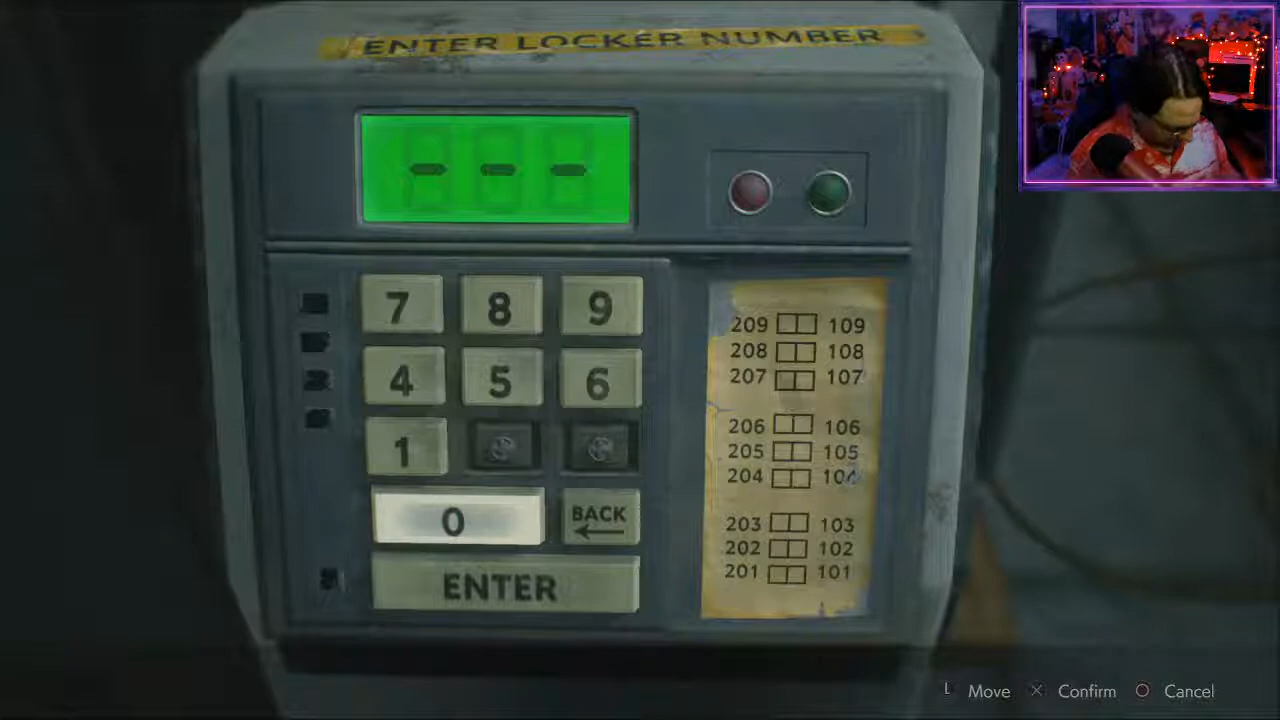 ENTER LOCKER NUMBER
7 8 9
4 5 6
1
0 BACK
ENTER
209 109
208 108
207 107
206 106
205 105
204 104
203 103
202 102
201 101
L Move Confirm Cancel